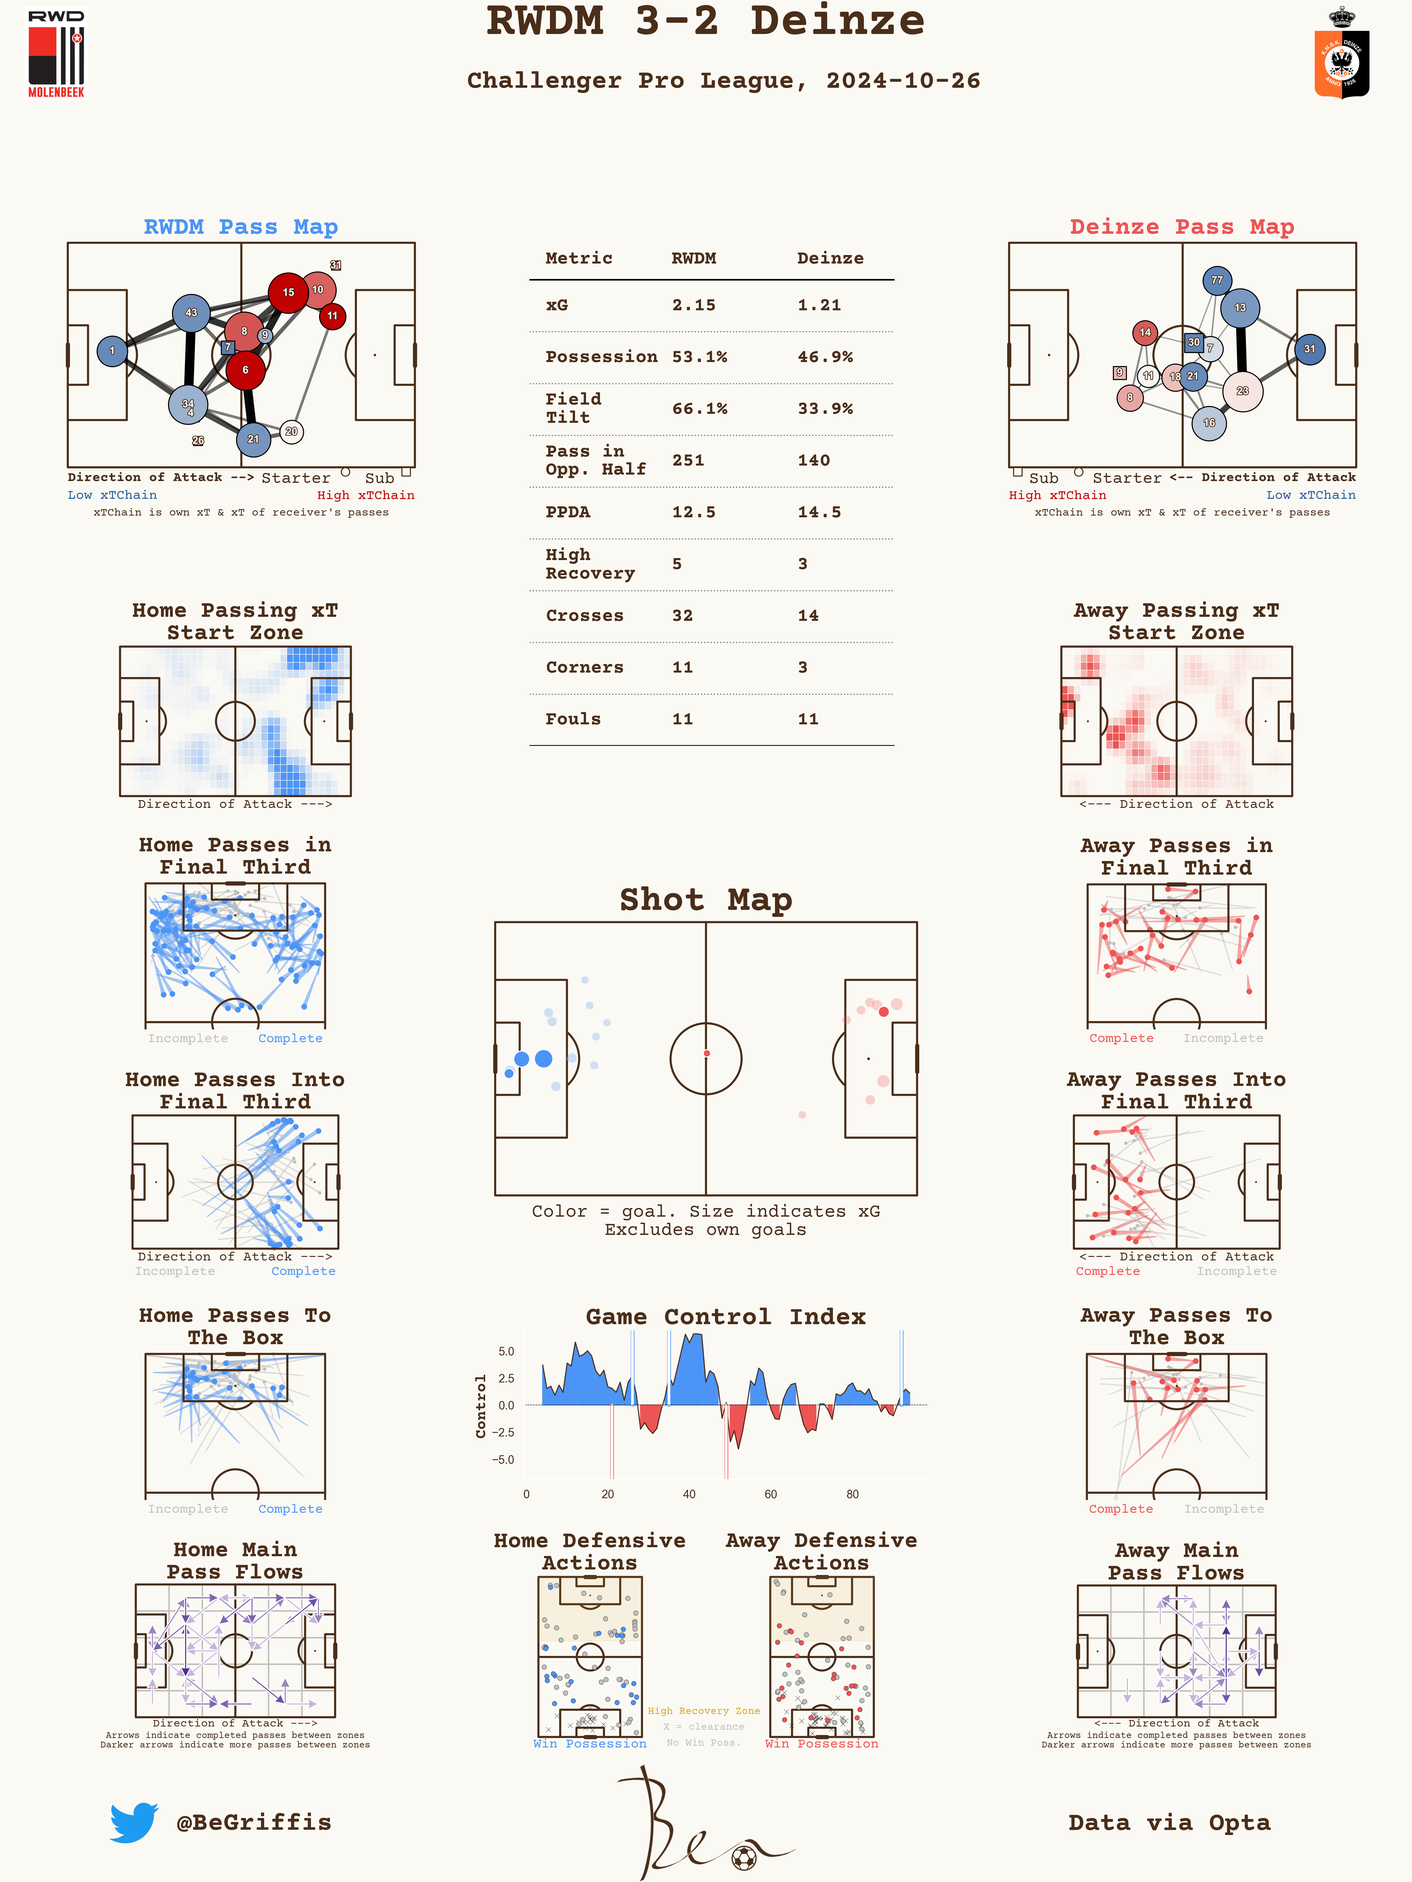 RWDM 3-2 Deinze
Challenger Pro League, 2024-10-26
RWD
MOLENBEEK
K.M.S.K. DEINZE
ANNO 1926
RWDM Pass Map
31
15
10
11
43
8
9
7
1
6
34
4
26
21
20
Direction of Attack --> Starter Sub
Low xTChain High xTChain
xTChain is own xT & xT of receiver's passes
Metric RWDM Deinze
xG 2.15 1.21
Possession 53.1% 46.9%
Field
Tilt 66.1% 33.9%
Pass in
Opp. Half 251 140
PPDA 12.5 14.5
High
Recovery 5 3
Crosses 32 14
Corners 11 3
Fouls 11 11
Deinze Pass Map
77
13
14
30
7
31
9
11
18
21
8
23
16
Sub Starter <-- Direction of Attack
High xTChain Low xTChain
xTChain is own xT & xT of receiver's passes
Home Passing xT
Start Zone
Direction of Attack --->
Away Passing xT
Start Zone
<--- Direction of Attack
Home Passes in
Final Third
Incomplete Complete
Away Passes in
Final Third
Complete Incomplete
Shot Map
Color = goal. Size indicates xG
Excludes own goals
Home Passes Into
Final Third
Direction of Attack --->
Incomplete Complete
Away Passes Into
Final Third
<--- Direction of Attack
Complete Incomplete
Home Passes To
The Box
Incomplete Complete
Game Control Index
Control
5.0
2.5
0.0
−2.5
−5.0
0 20 40 60 80
Away Passes To
The Box
Complete Incomplete
Home Main
Pass Flows
Direction of Attack --->
Arrows indicate completed passes between zones
Darker arrows indicate more passes between zones
Home Defensive
Actions
Win Possession
High Recovery Zone
X = clearance
No Win Poss.
Away Defensive
Actions
Win Possession
Away Main
Pass Flows
<--- Direction of Attack
Arrows indicate completed passes between zones
Darker arrows indicate more passes between zones
@BeGriffis
Ben
Data via Opta